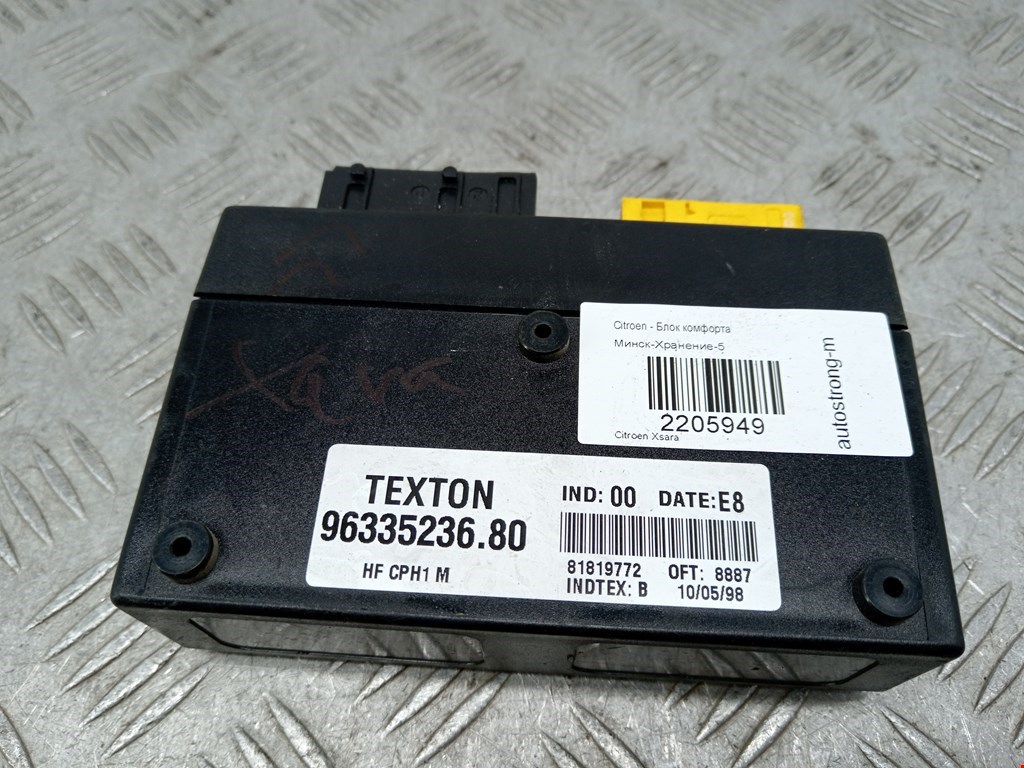 Xsara
Citroen - Блок комфорта
Минск-Хранение-5
2205949
Citroen Xsara
autostrong-m
TEXTON
96335236.80
HF CPH1 M
IND: 00 DATE: E8
81819772 OFT: 8887
INDTEX: B 10/05/98